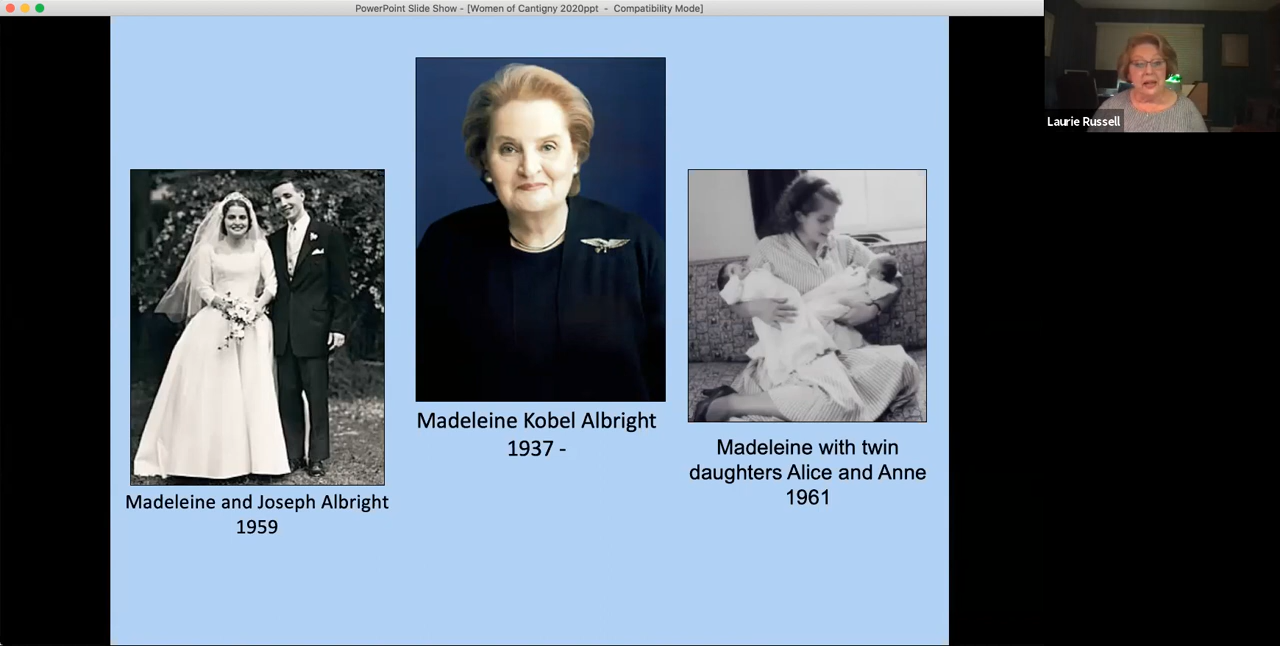 PowerPoint Slide Show - [Women of Cantigny 2020ppt - Compatibility Mode]
Laurie Russell
Madeleine Kobel Albright
1937 -
Madeleine with twin
daughters Alice and Anne
1961
Madeleine and Joseph Albright
1959